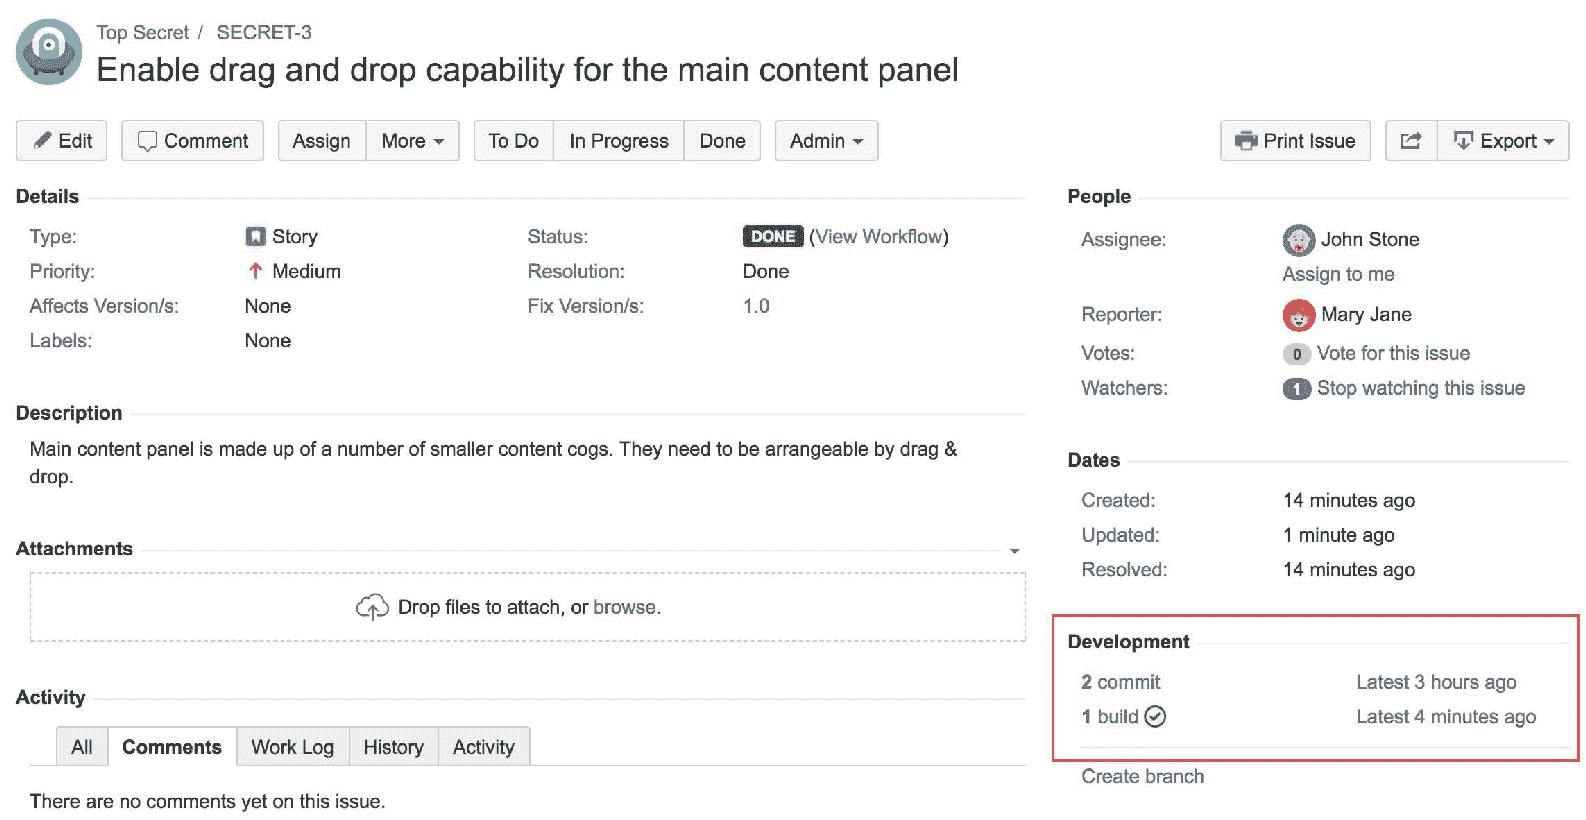 Top Secret / SECRET-3
Enable drag and drop capability for the main content panel
Edit Comment Assign More To Do In Progress Done Admin Print Issue Export
Details
Type: Story Status: DONE (View Workflow)
Priority: Medium Resolution: Done
Affects Version/s: None Fix Version/s: 1.0
Labels: None
Description
Main content panel is made up of a number of smaller content cogs. They need to be arrangeable by drag &
drop.
Attachments
Drop files to attach, or browse.
Activity
All Comments Work Log History Activity
There are no comments yet on this issue.
People
Assignee: John Stone
Assign to me
Reporter: Mary Jane
Votes: 0 Vote for this issue
Watchers: 1 Stop watching this issue
Dates
Created: 14 minutes ago
Updated: 1 minute ago
Resolved: 14 minutes ago
Development
2 commit Latest 3 hours ago
1 build Latest 4 minutes ago
Create branch